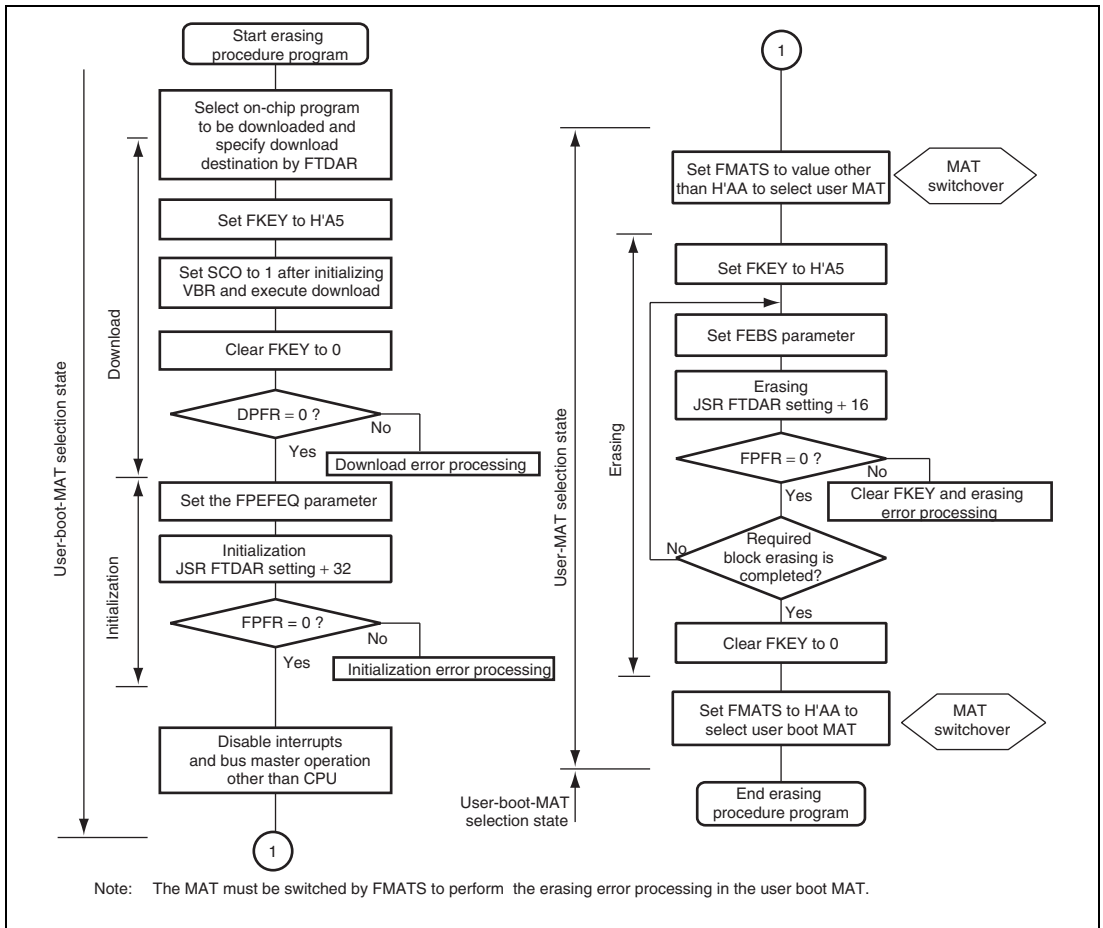 Start erasing
procedure program
Select on-chip program
to be downloaded and
specify download
destination by FTDAR
Set FKEY to H'A5
Set SCO to 1 after initializing
VBR and execute download
Clear FKEY to 0
DPFR = 0 ?
No
Yes
Download error processing
Set the FPEFEQ parameter
Initialization
JSR FTDAR setting + 32
FPFR = 0 ?
No
Yes
Initialization error processing
Disable interrupts
and bus master operation
other than CPU
1
User-boot-MAT selection state
Download
Initialization
1
Set FMATS to value other
than H'AA to select user MAT
MAT
switchover
Set FKEY to H'A5
Set FEBS parameter
Erasing
JSR FTDAR setting + 16
FPFR = 0 ?
No
Yes
Clear FKEY and erasing
error processing
Required
block erasing is
completed?
No
Yes
Clear FKEY to 0
Set FMATS to H'AA to
select user boot MAT
MAT
switchover
End erasing
procedure program
User-MAT selection state
Erasing
User-boot-MAT
selection state
Note: The MAT must be switched by FMATS to perform the erasing error processing in the user boot MAT.